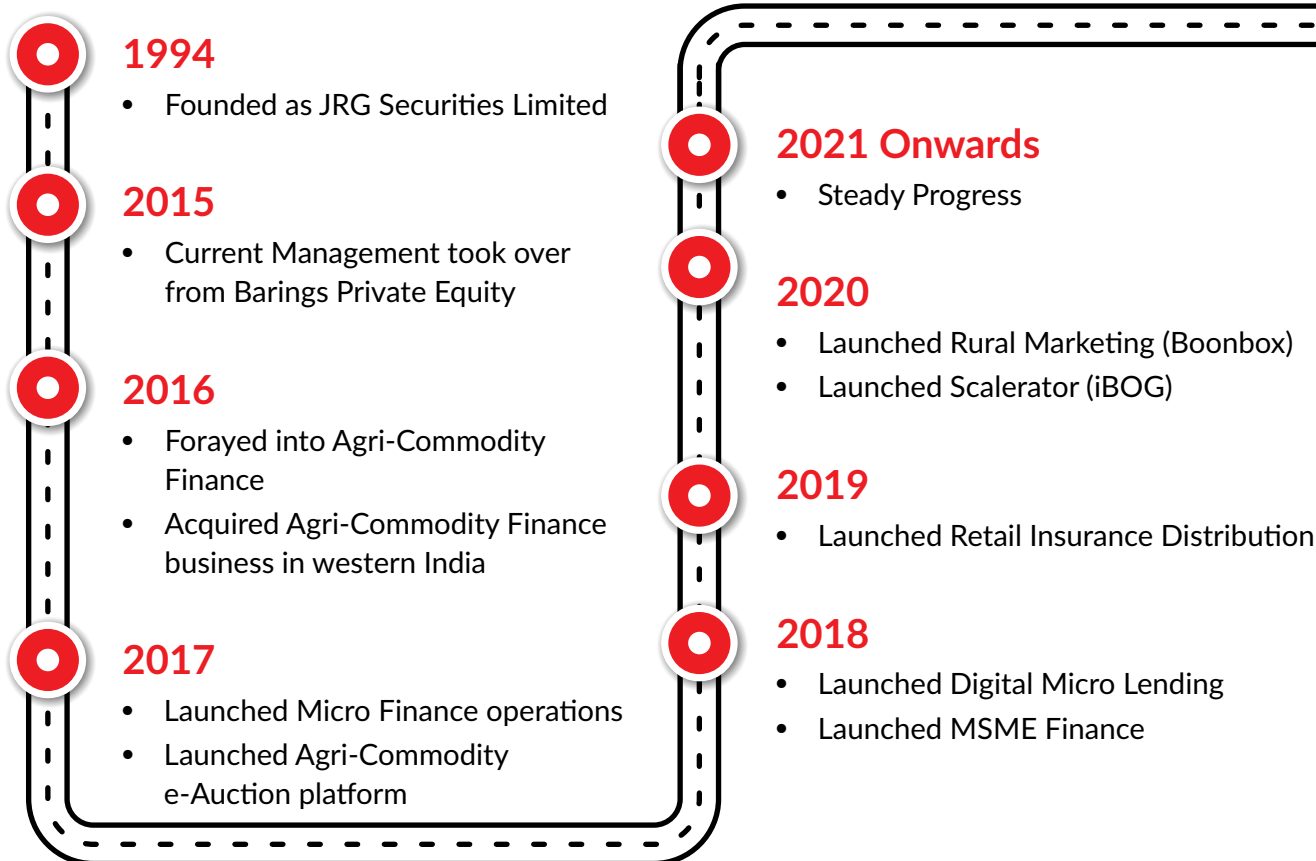 1994
• Founded as JRG Securities Limited
2015
• Current Management took over
from Barings Private Equity
2016
• Forayed into Agri-Commodity
Finance
• Acquired Agri-Commodity Finance
business in western India
2017
• Launched Micro Finance operations
• Launched Agri-Commodity
e-Auction platform
2021 Onwards
• Steady Progress
2020
• Launched Rural Marketing (Boonbox)
• Launched Scalerator (iBOG)
2019
• Launched Retail Insurance Distribution
2018
• Launched Digital Micro Lending
• Launched MSME Finance